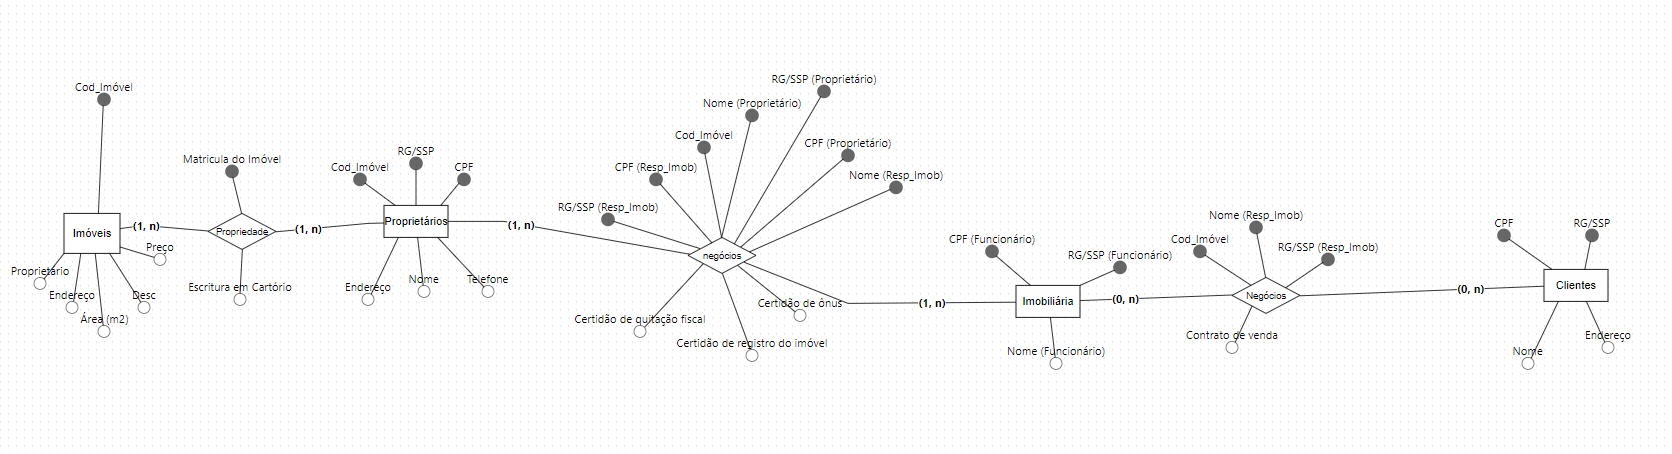 RG/SSP (Proprietário)
Cod_Imóvel
Nome (Proprietário)
Cod_Imóvel
CPF (Proprietário)
Matricula do Imóvel
RG/SSP
Cod_Imóvel
CPF
CPF (Resp_Imob)
Nome (Resp_Imob)
RG/SSP (Resp_Imob)
Nome (Resp_Imob)
CPF
RG/SSP
(1, n)
Propriedade
(1, n)
Proprietários
(1, n)
Imóveis
Preço
CPF (Funcionário)
Cod_Imóvel
RG/SSP (Resp_Imob)
RG/SSP (Funcionário)
negócios
Proprietário
Endereço
Desc
Área (m2)
Escritura em Cartório
Endereço
Nome
Telefone
Certidão de ônus
(1, n)
Imobiliária
(0, n)
Negócios
(0, n)
Clientes
Certidão de quitação fiscal
Certidão de registro do imóvel
Nome (Funcionário)
Contrato de venda
Nome
Endereço